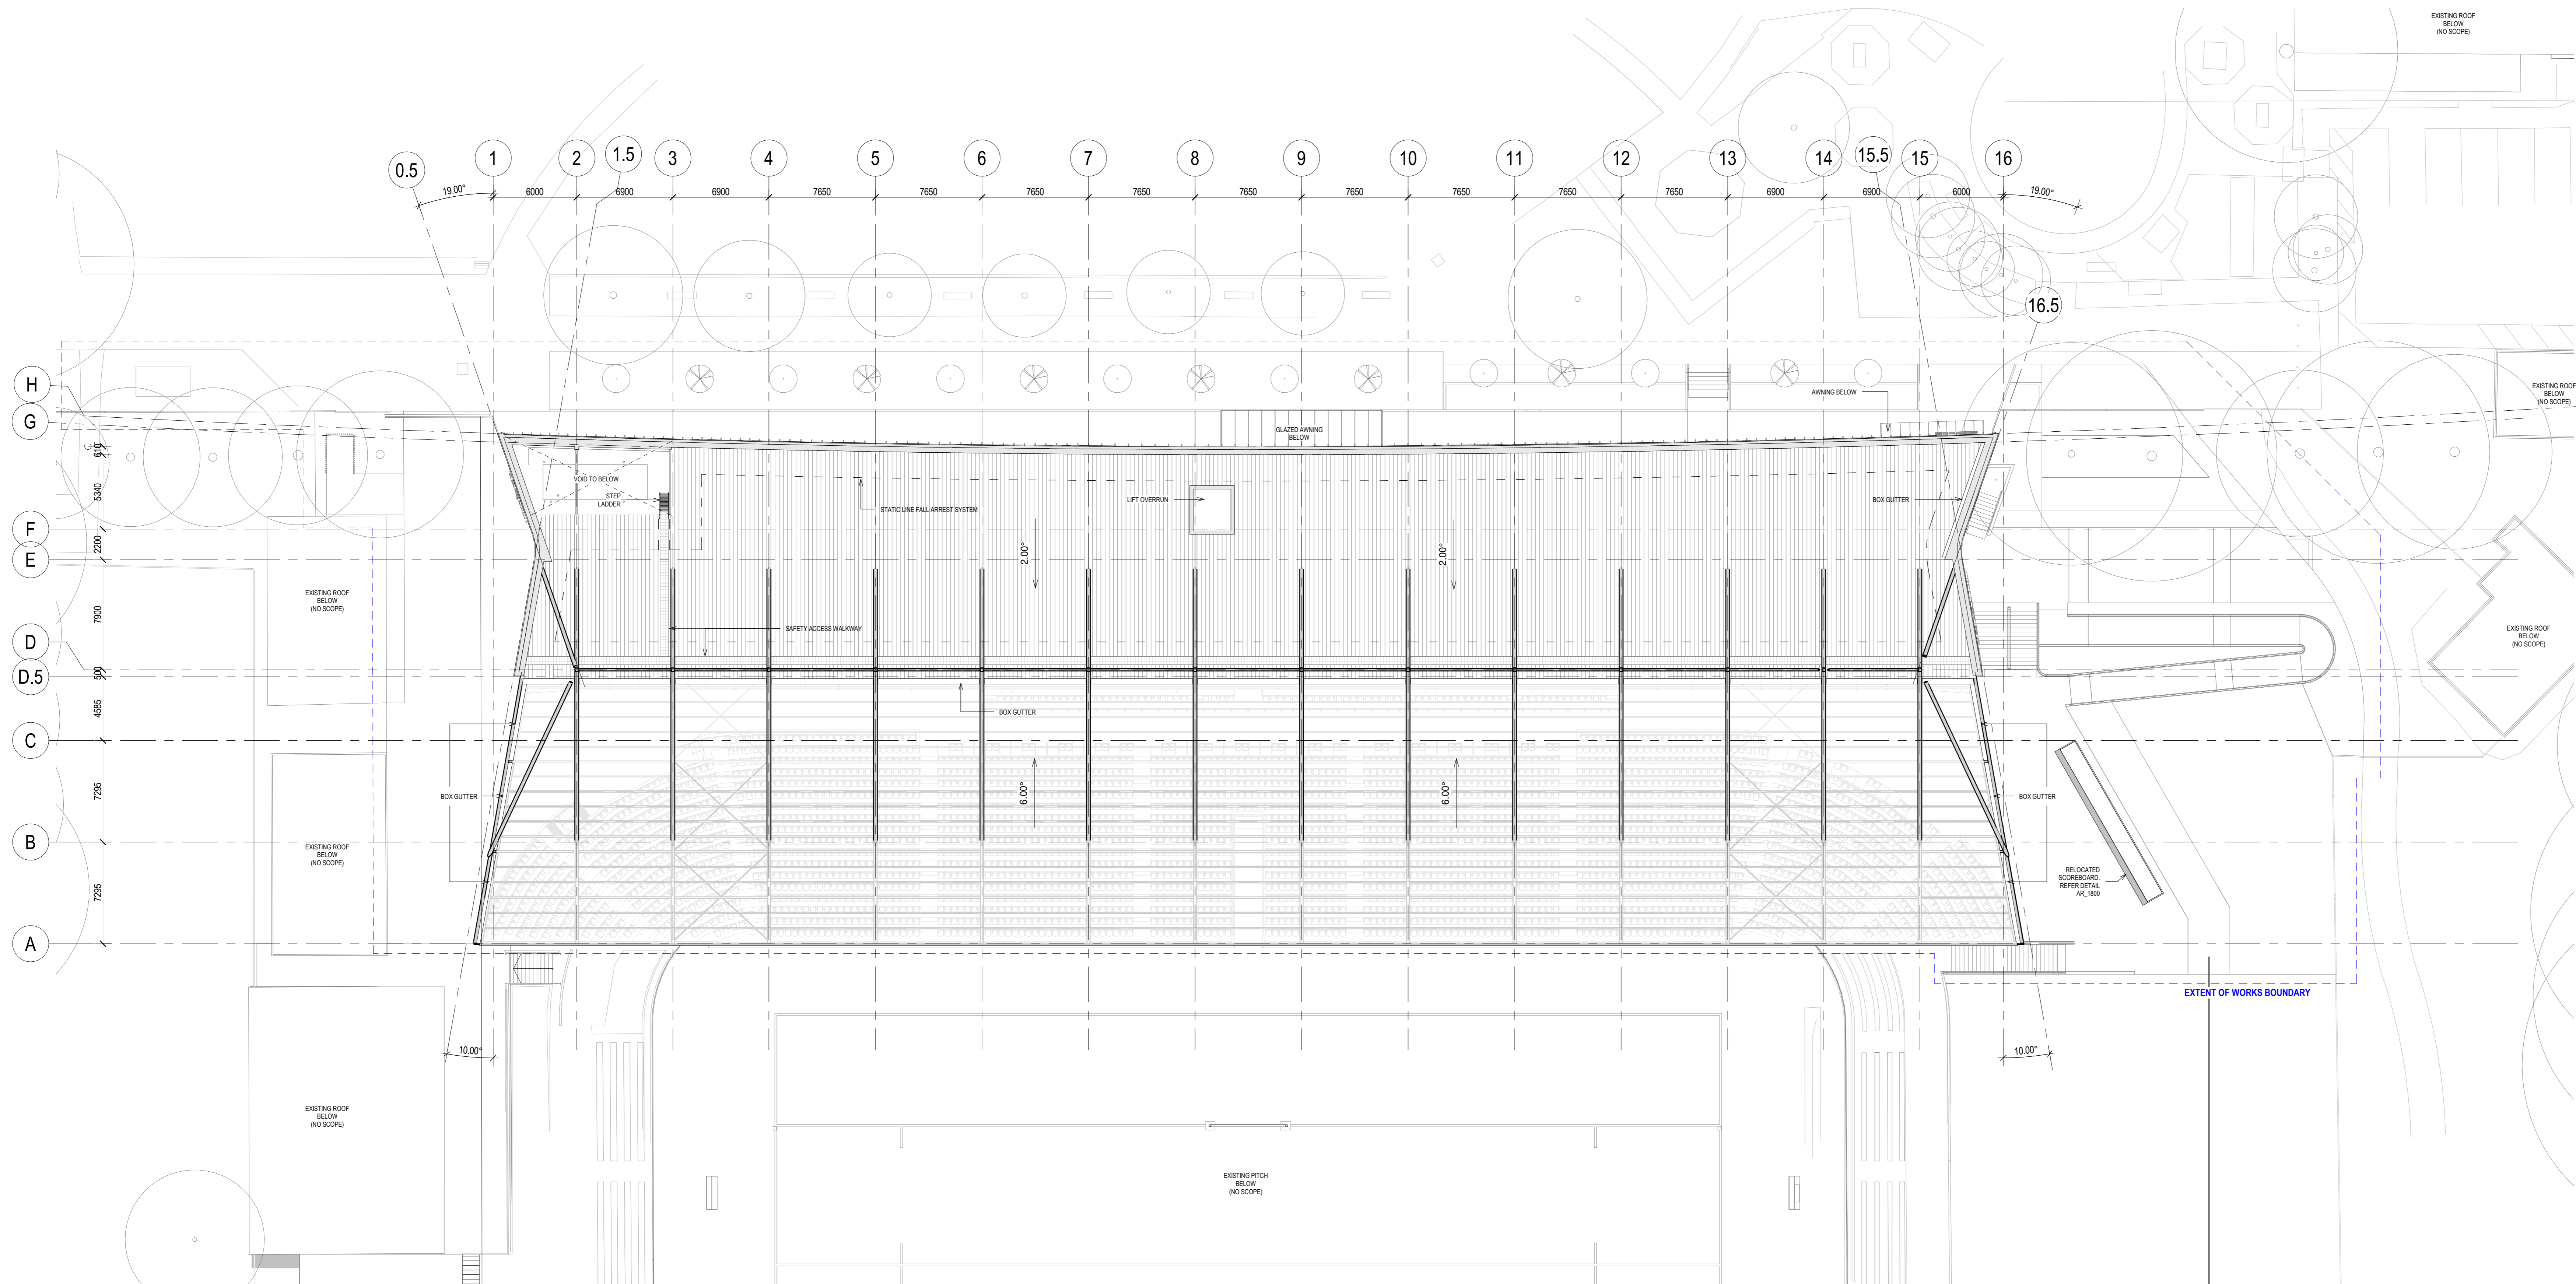 EXISTING ROOF
BELOW
(NO SCOPE)
0.5
1
2
1.5
3
4
5
6
7
8
9
10
11
12
13
14
15.5
15
16
19.00°
6000
6900
6900
7650
7650
7650
7650
7650
7650
7650
7650
7650
6900
6900
6000
19.00°
16.5
H
G
F
E
D
D.5
C
B
A
610
5340
2200
7900
500
4585
7295
7295
AWNING BELOW
GLAZED AWNING
BELOW
EXISTING ROOF
BELOW
(NO SCOPE)
VOID TO BELOW
STEP
LADDER
STATIC LINE FALL ARREST SYSTEM
LIFT OVERRUN
BOX GUTTER
2.00°
2.00°
EXISTING ROOF
BELOW
(NO SCOPE)
SAFETY ACCESS WALKWAY
EXISTING ROOF
BELOW
(NO SCOPE)
BOX GUTTER
6.00°
6.00°
BOX GUTTER
BOX GUTTER
EXISTING ROOF
BELOW
(NO SCOPE)
RELOCATED
SCOREBOARD.
REFER DETAIL
AR_1800
EXTENT OF WORKS BOUNDARY
10.00°
10.00°
EXISTING ROOF
BELOW
(NO SCOPE)
EXISTING PITCH
BELOW
(NO SCOPE)